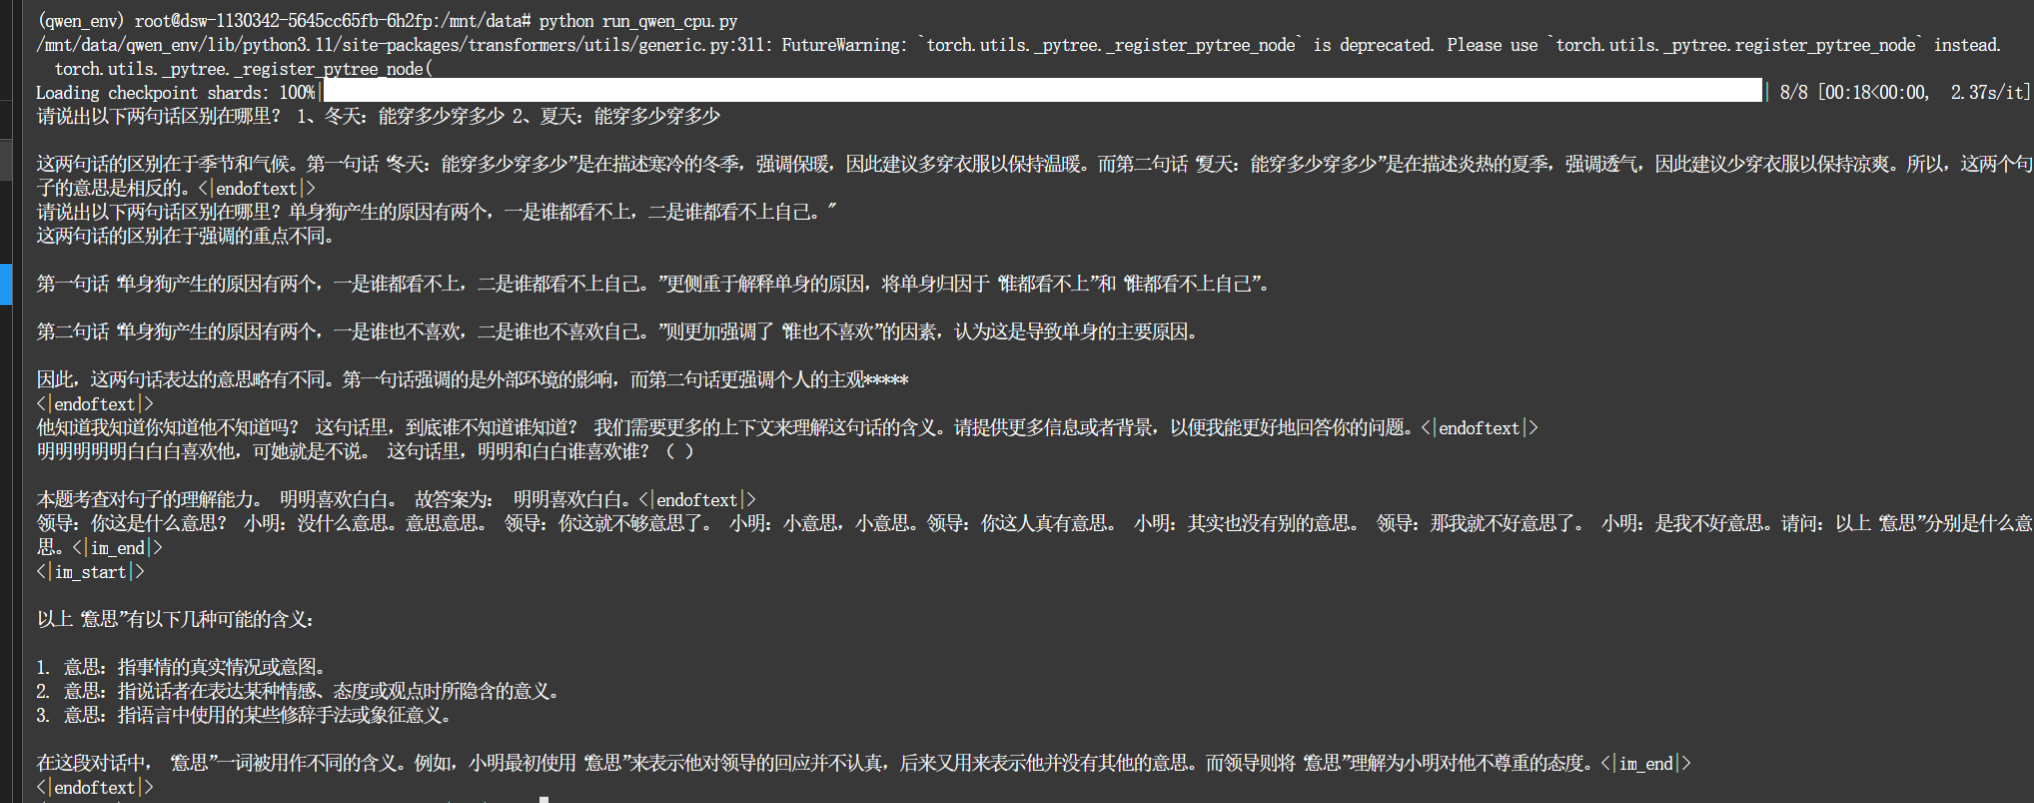 (qwen_env) root@dsw-1130342-5645cc65fb-6h2fp:/mnt/data# python run_qwen_cpu.py
/mnt/data/qwen_env/lib/python3.11/site-packages/transformers/utils/generic.py:311: FutureWarning: `torch.utils._pytree._register_pytree_node` is deprecated. Please use `torch.utils._pytree.register_pytree_node` instead.
torch.utils._pytree._register_pytree_node(
Loading checkpoint shards: 100%| | 8/8 [00:18<00:00, 2.37s/it]
请说出以下两句话区别在哪里? 1、冬天:能穿多少穿多少 2、夏天:能穿多少穿多少
这两句话的区别在于季节和气候。第一句话“冬天:能穿多少穿多少”是在描述寒冷的冬季,强调保暖,因此建议多穿衣服以保持温暖。而第二句话“夏天:能穿多少穿多少”是在描述炎热的夏季,强调透气,因此建议少穿衣服以保持凉爽。所以,这两个句
子的意思是相反的。<|endoftext|>
请说出以下两句话区别在哪里?单身狗产生的原因有两个,一是谁都看不上,二是谁都看不上自己。”
这两句话的区别在于强调的重点不同。
第一句话“单身狗产生的原因有两个,一是谁都看不上,二是谁都看不上自己。”更侧重于解释单身的原因,将单身归因于“谁都看不上”和“谁都看不上自己”。
第二句话“单身狗产生的原因有两个,一是谁也不喜欢,二是谁也不喜欢自己。”则更加强调了“谁也不喜欢”的因素,认为这是导致单身的主要原因。
因此,这两句话表达的意思略有不同。第一句话强调的是外部环境的影响,而第二句话更强调个人的主观*****
<|endoftext|>
他知道我知道你知道他不知道吗? 这句话里,到底谁不知道谁知道? 我们需要更多的上下文来理解这句话的含义。请提供更多信息或者背景,以便我能更好地回答你的问题。<|endoftext|>
明明明明明白白白喜欢他,可她就是不说。 这句话里,明明和白白谁喜欢谁?( )
本题考查对句子的理解能力。 明明喜欢白白。 故答案为: 明明喜欢白白。<|endoftext|>
领导:你这是什么意思? 小明:没什么意思。意思意思。 领导:你这就不够意思了。 小明:小意思,小意思。领导:你这人真有意思。 小明:其实也没有别的意思。 领导:那我就不好意思了。 小明:是我不好意思。请问:以上“意思”分别是什么意
思。<|im_end|>
<|im_start|>
以上“意思”有以下几种可能的含义:
1. 意思:指事情的真实情况或意图。
2. 意思:指说话者在表达某种情感、态度或观点时所隐含的意义。
3. 意思:指语言中使用的某些修辞手法或象征意义。
在这段对话中,“意思”一词被用作不同的含义。例如,小明最初使用“意思”来表示他对领导的回应并不认真,后来又用来表示他并没有其他的意思。而领导则将“意思”理解为小明对他不尊重的态度。<|im_end|>
<|endoftext|>